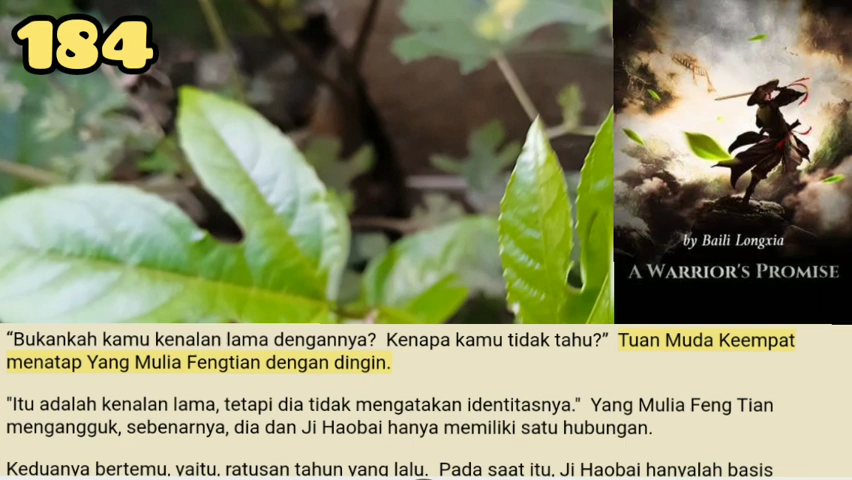 184
by Baili Longxia
A WARRIOR'S PROMISE
“Bukankah kamu kenalan lama dengannya? Kenapa kamu tidak tahu?” Tuan Muda Keempat
menatap Yang Mulia Fengtian dengan dingin.
"Itu adalah kenalan lama, tetapi dia tidak mengatakan identitasnya." Yang Mulia Feng Tian
mengangguk, sebenarnya, dia dan Ji Haobai hanya memiliki satu hubungan.
Keduanya bertemu, yaitu, ratusan tahun yang lalu. Pada saat itu, Ji Haobai hanyalah basis